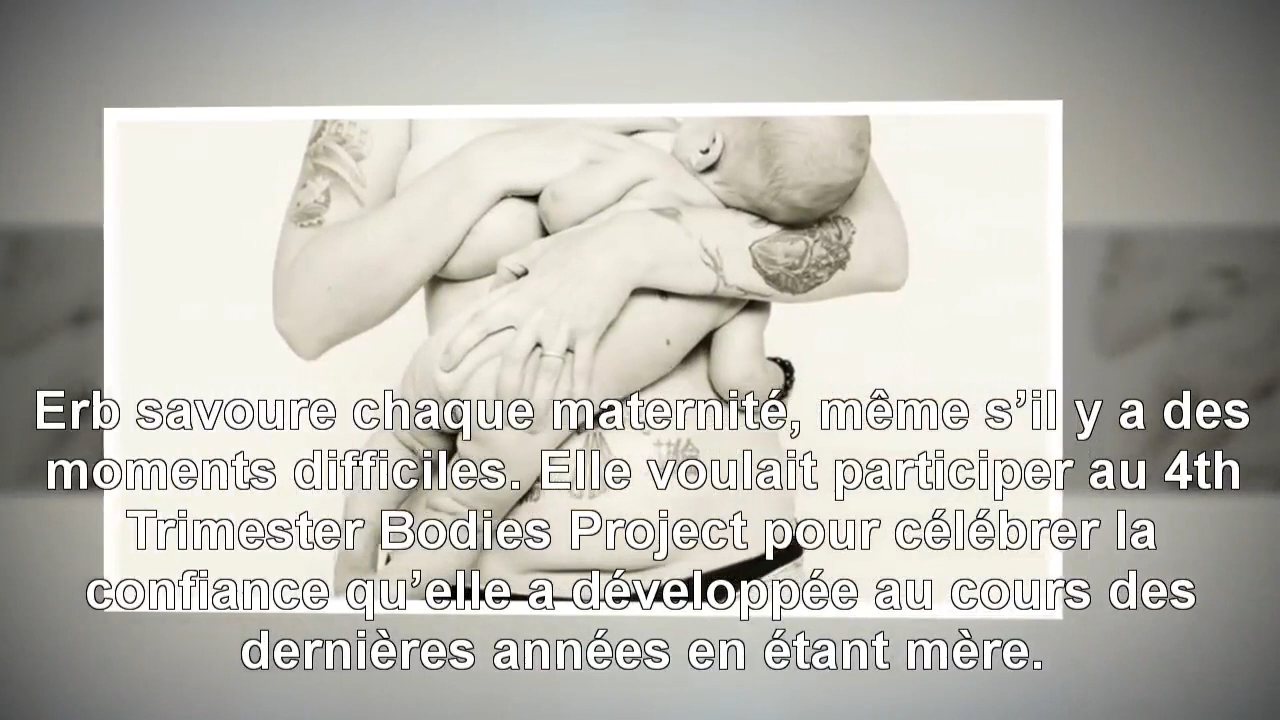 Erb savoure chaque maternité, même s’il y a des
moments difficiles. Elle voulait participer au 4th
Trimester Bodies Project pour célébrer la
confiance qu’elle a développée au cours des
dernières années en étant mère.